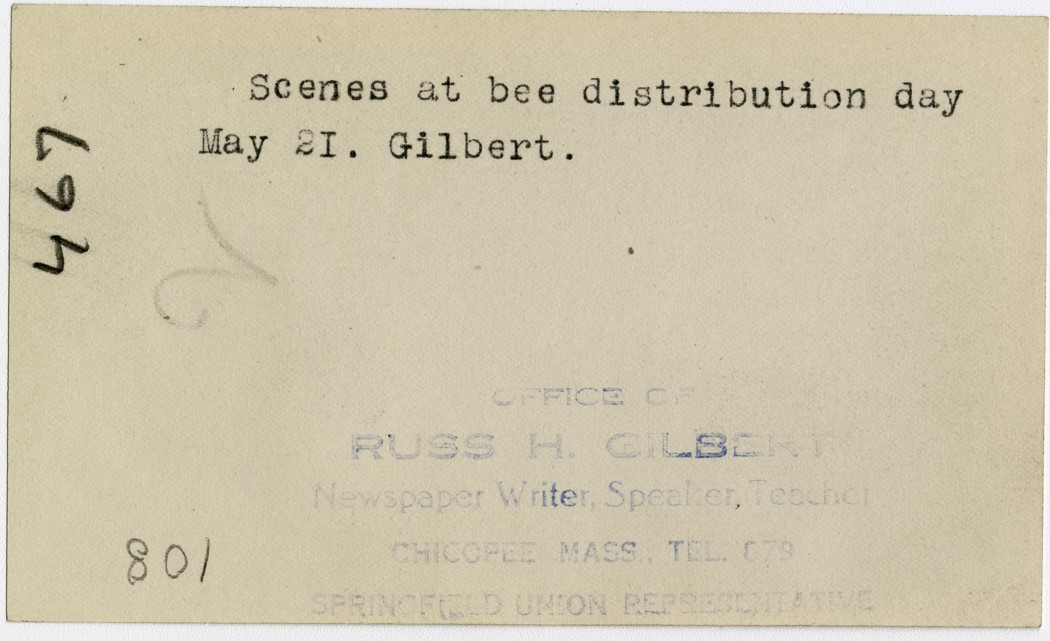 Scenes at bee distribution day
May 2I. Gilbert.
467
OFFICE OF
RUSS H. GILBERT
Newspaper Writer, Speaker, Teacher
CHICOPEE MASS., TEL. 879
SPRINGFIELD UNION REPRESENTATIVE
801